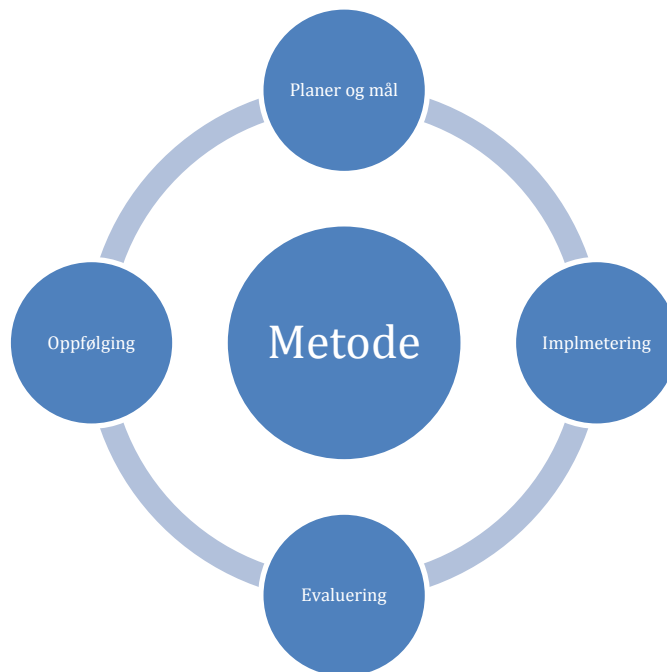 Planer og mål
Oppfølging
Metode
Implmetering
Evaluering